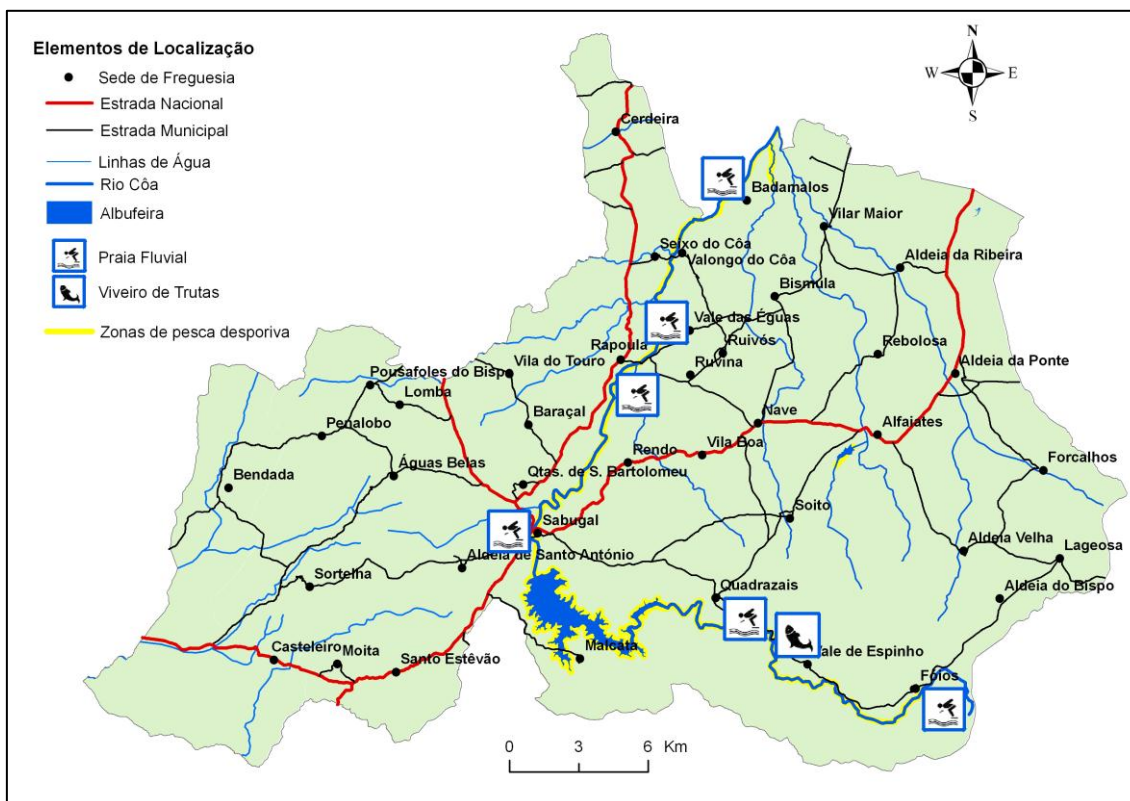 Elementos de Localização
Sede de Freguesia
Estrada Nacional
Estrada Municipal
Linhas de Água
Rio Côa
Albufeira
Praia Fluvial
Viveiro de Trutas
Zonas de pesca desporiva
N
W E
S
Cerdeira
Badamalos
Vilar Maior
Seixo do Côa
Valongo do Côa
Aldeia da Ribeira
Bismula
Vale das Éguas
Ruivós
Rapoula
Rebolosa
Vila do Touro
Ruvina
Aldeia da Ponte
Pousafoles do Bispo
Lomba
Baraçal
Nave
Penalobo
Alfaiates
Rendo
Vila Boa
Águas Belas
Forcalhos
Bendada
Qtas. de S. Bartolomeu
Soito
Sabugal
Aldeia Velha
Lageosa
Aldeia de Santo António
Sortelha
Quadrazais
Aldeia do Bispo
Casteleiro
Moita
Santo Estêvão
Malcata
Vale de Espinho
Fóios
0 3 6 Km